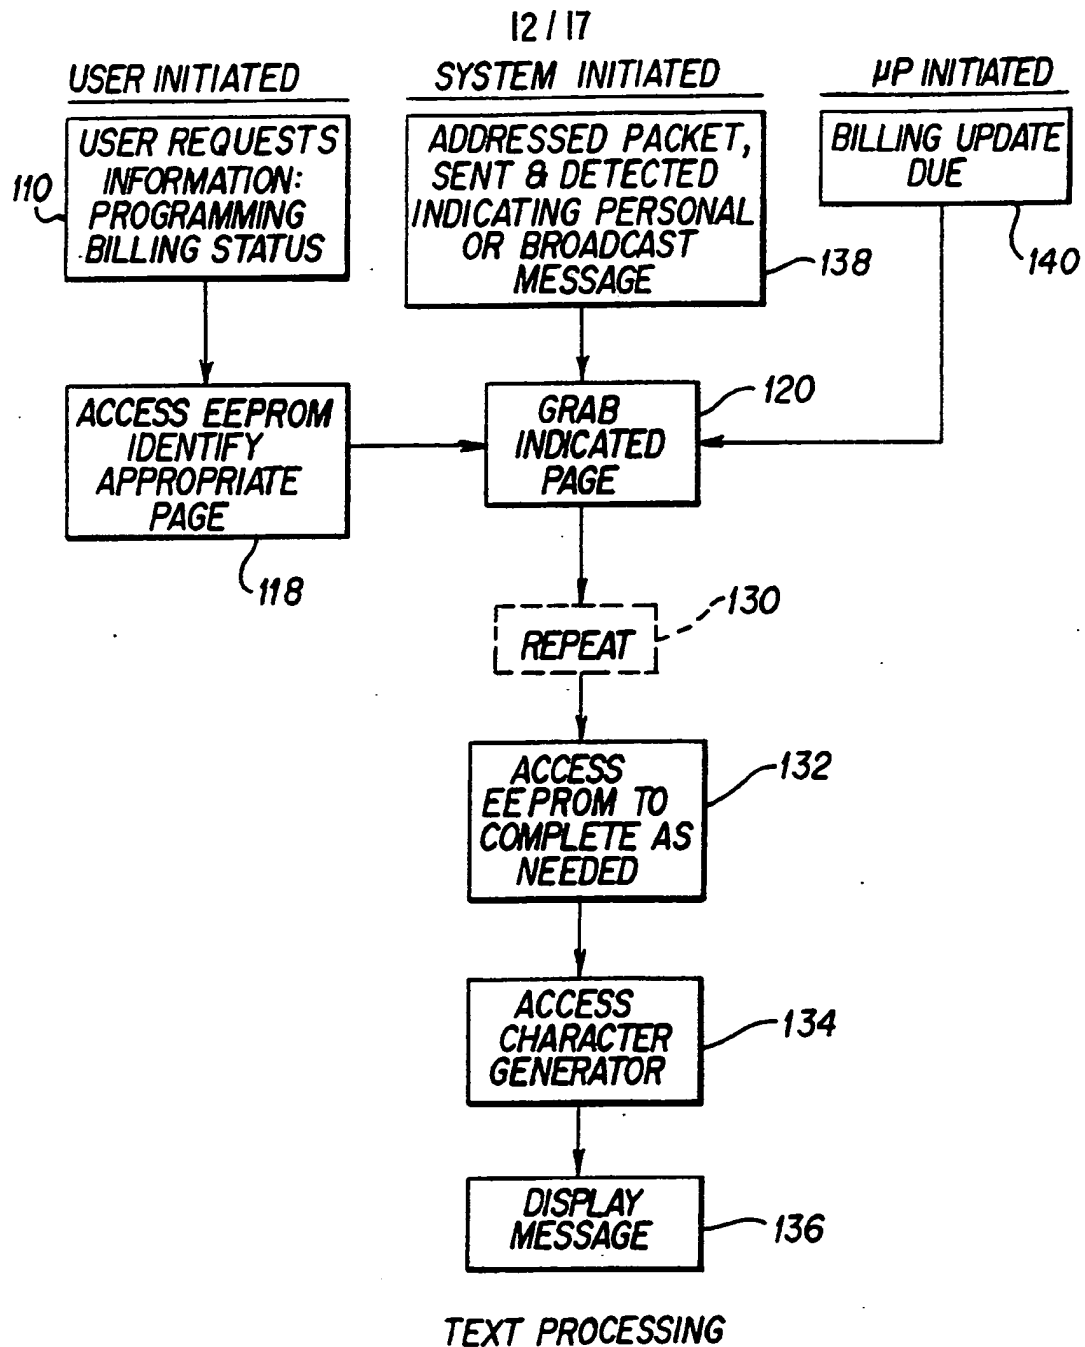 12/17
USER INITIATED
SYSTEM INITIATED
µP INITIATED
110
USER REQUESTS
INFORMATION:
PROGRAMMING
BILLING STATUS
ADDRESSED PACKET,
SENT & DETECTED
INDICATING PERSONAL
OR BROADCAST
MESSAGE
138
BILLING UPDATE
DUE
140
ACCESS EEPROM
IDENTIFY
APPROPRIATE
PAGE
118
GRAB
INDICATED
PAGE
120
REPEAT
130
ACCESS
EEPROM TO
COMPLETE AS
NEEDED
132
ACCESS
CHARACTER
GENERATOR
134
DISPLAY
MESSAGE
136
TEXT PROCESSING